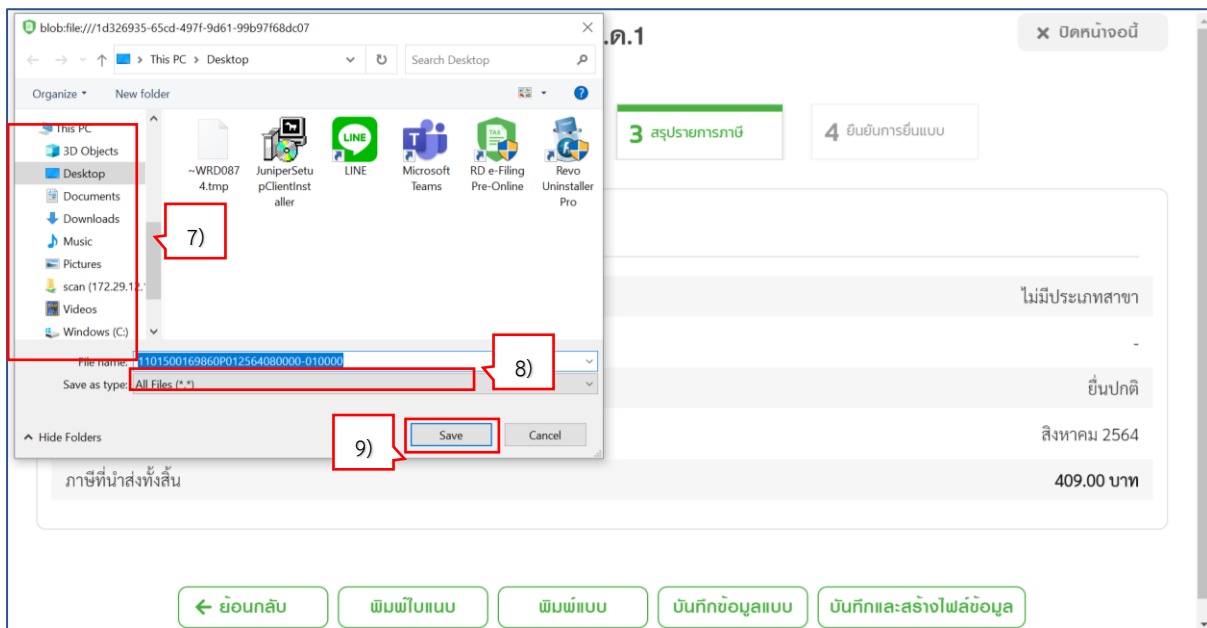 blob:file:///1d326935-65cd-497f-9d61-99b97f68dc07
.ด.1
ปิดหน้าจอนี้
This PC > Desktop
Search Desktop
Organize
New folder
3 สรุปรายการภาษี
4 ยืนยันการยื่นแบบ
This PC
3D Objects
Desktop
Documents
Downloads
Music
Pictures
scan (172.29.12.
Videos
Windows (C:)
~WRD087
4.tmp
JuniperSetu
pClientInst
aller
LINE
LINE
Microsoft
Teams
TAX
RD e-Filing
Pre-Online
Revo
Uninstaller
Pro
7)
ไม่มีประเภทสาขา
-
File name: 1101500169860P012564080000-010000
8)
Save as type: All Files (*.*)
ยื่นปกติ
Hide Folders
9)
Save
Cancel
สิงหาคม 2564
ภาษีที่นำส่งทั้งสิ้น
409.00 บาท
ย้อนกลับ
พิมพ์ใบแนบ
พิมพ์แบบ
บันทึกข้อมูลแบบ
บันทึกและสร้างไฟล์ข้อมูล